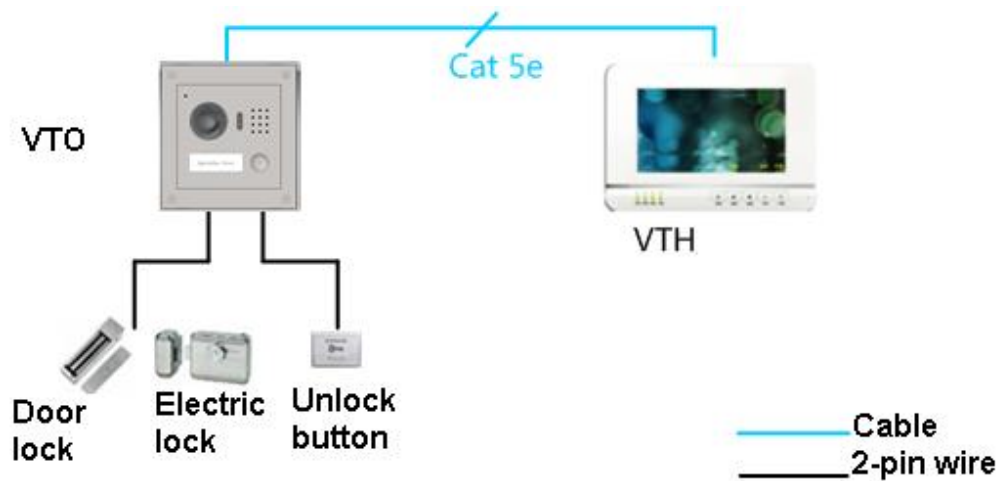 Cat 5e
VTO
VTH
Door
lock
Electric
lock
Unlock
button
Cable
2-pin wire